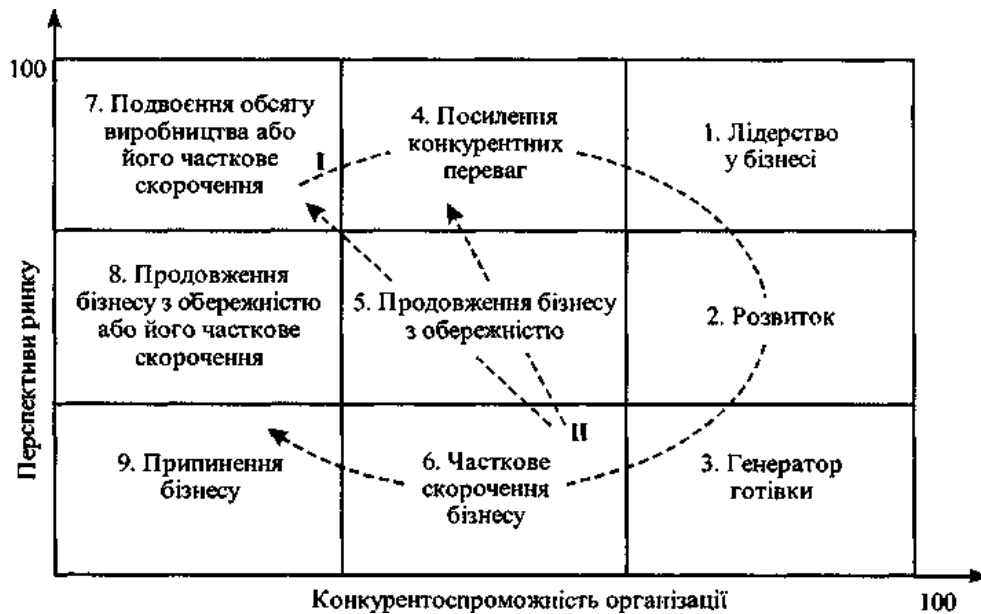 100
7. Подвоєння обсягу
виробництва або
його часткове
скорочення
I
4. Посилення
конкурентних
переваг
1. Лідерство
у бізнесі
8. Продовження
бізнесу з обережністю
або його часткове
скорочення
5. Продовження бізнесу
з обережністю
2. Розвиток
II
9. Припинення
бізнесу
6. Часткове
скорочення
бізнесу
3. Генератор
готівки
Перспективи ринку
Конкурентоспроможність організації
100